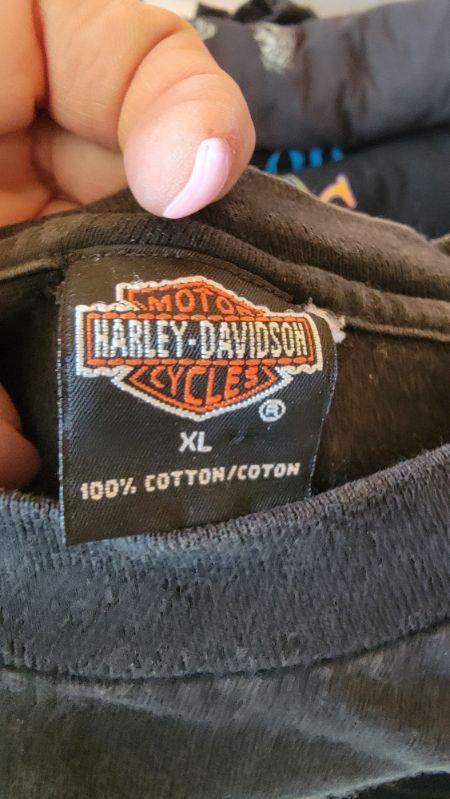 MOTOR
HARLEY-DAVIDSON
CYCLES
®
XL
100% COTTON/COTON